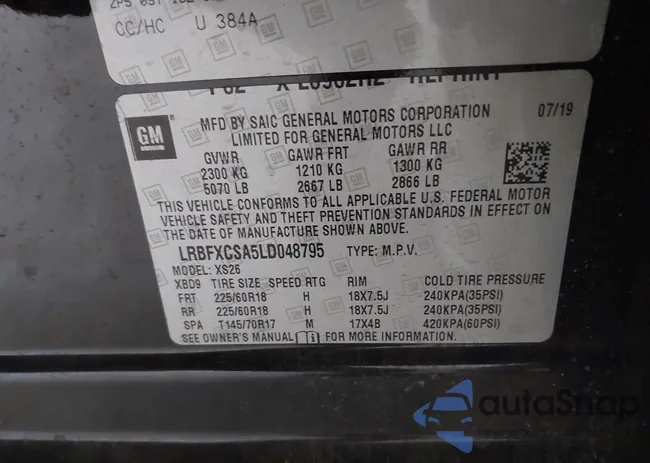 CC/HC U 384A
REPRINT
GM
MFD BY SAIC GENERAL MOTORS CORPORATION 07/19
LIMITED FOR GENERAL MOTORS LLC
GVWR GAWR FRT GAWR RR
2300 KG 1210 KG 1300 KG
5070 LB 2667 LB 2866 LB
THIS VEHICLE CONFORMS TO ALL APPLICABLE U.S. FEDERAL MOTOR
VEHICLE SAFETY AND THEFT PREVENTION STANDARDS IN EFFECT ON
THE DATE OF MANUFACTURE SHOWN ABOVE.
LRBFXCSA5LD048795 TYPE: M.P.V.
MODEL: XS26
XBD9 TIRE SIZE SPEED RTG RIM COLD TIRE PRESSURE
FRT 225/60R18 H 18X7.5J 240KPA(35PSI)
RR 225/60R18 H 18X7.5J 240KPA(35PSI)
SPA T145/70R17 M 17X4B 420KPA(60PSI)
SEE OWNER'S MANUAL i FOR MORE INFORMATION.
autoSnap